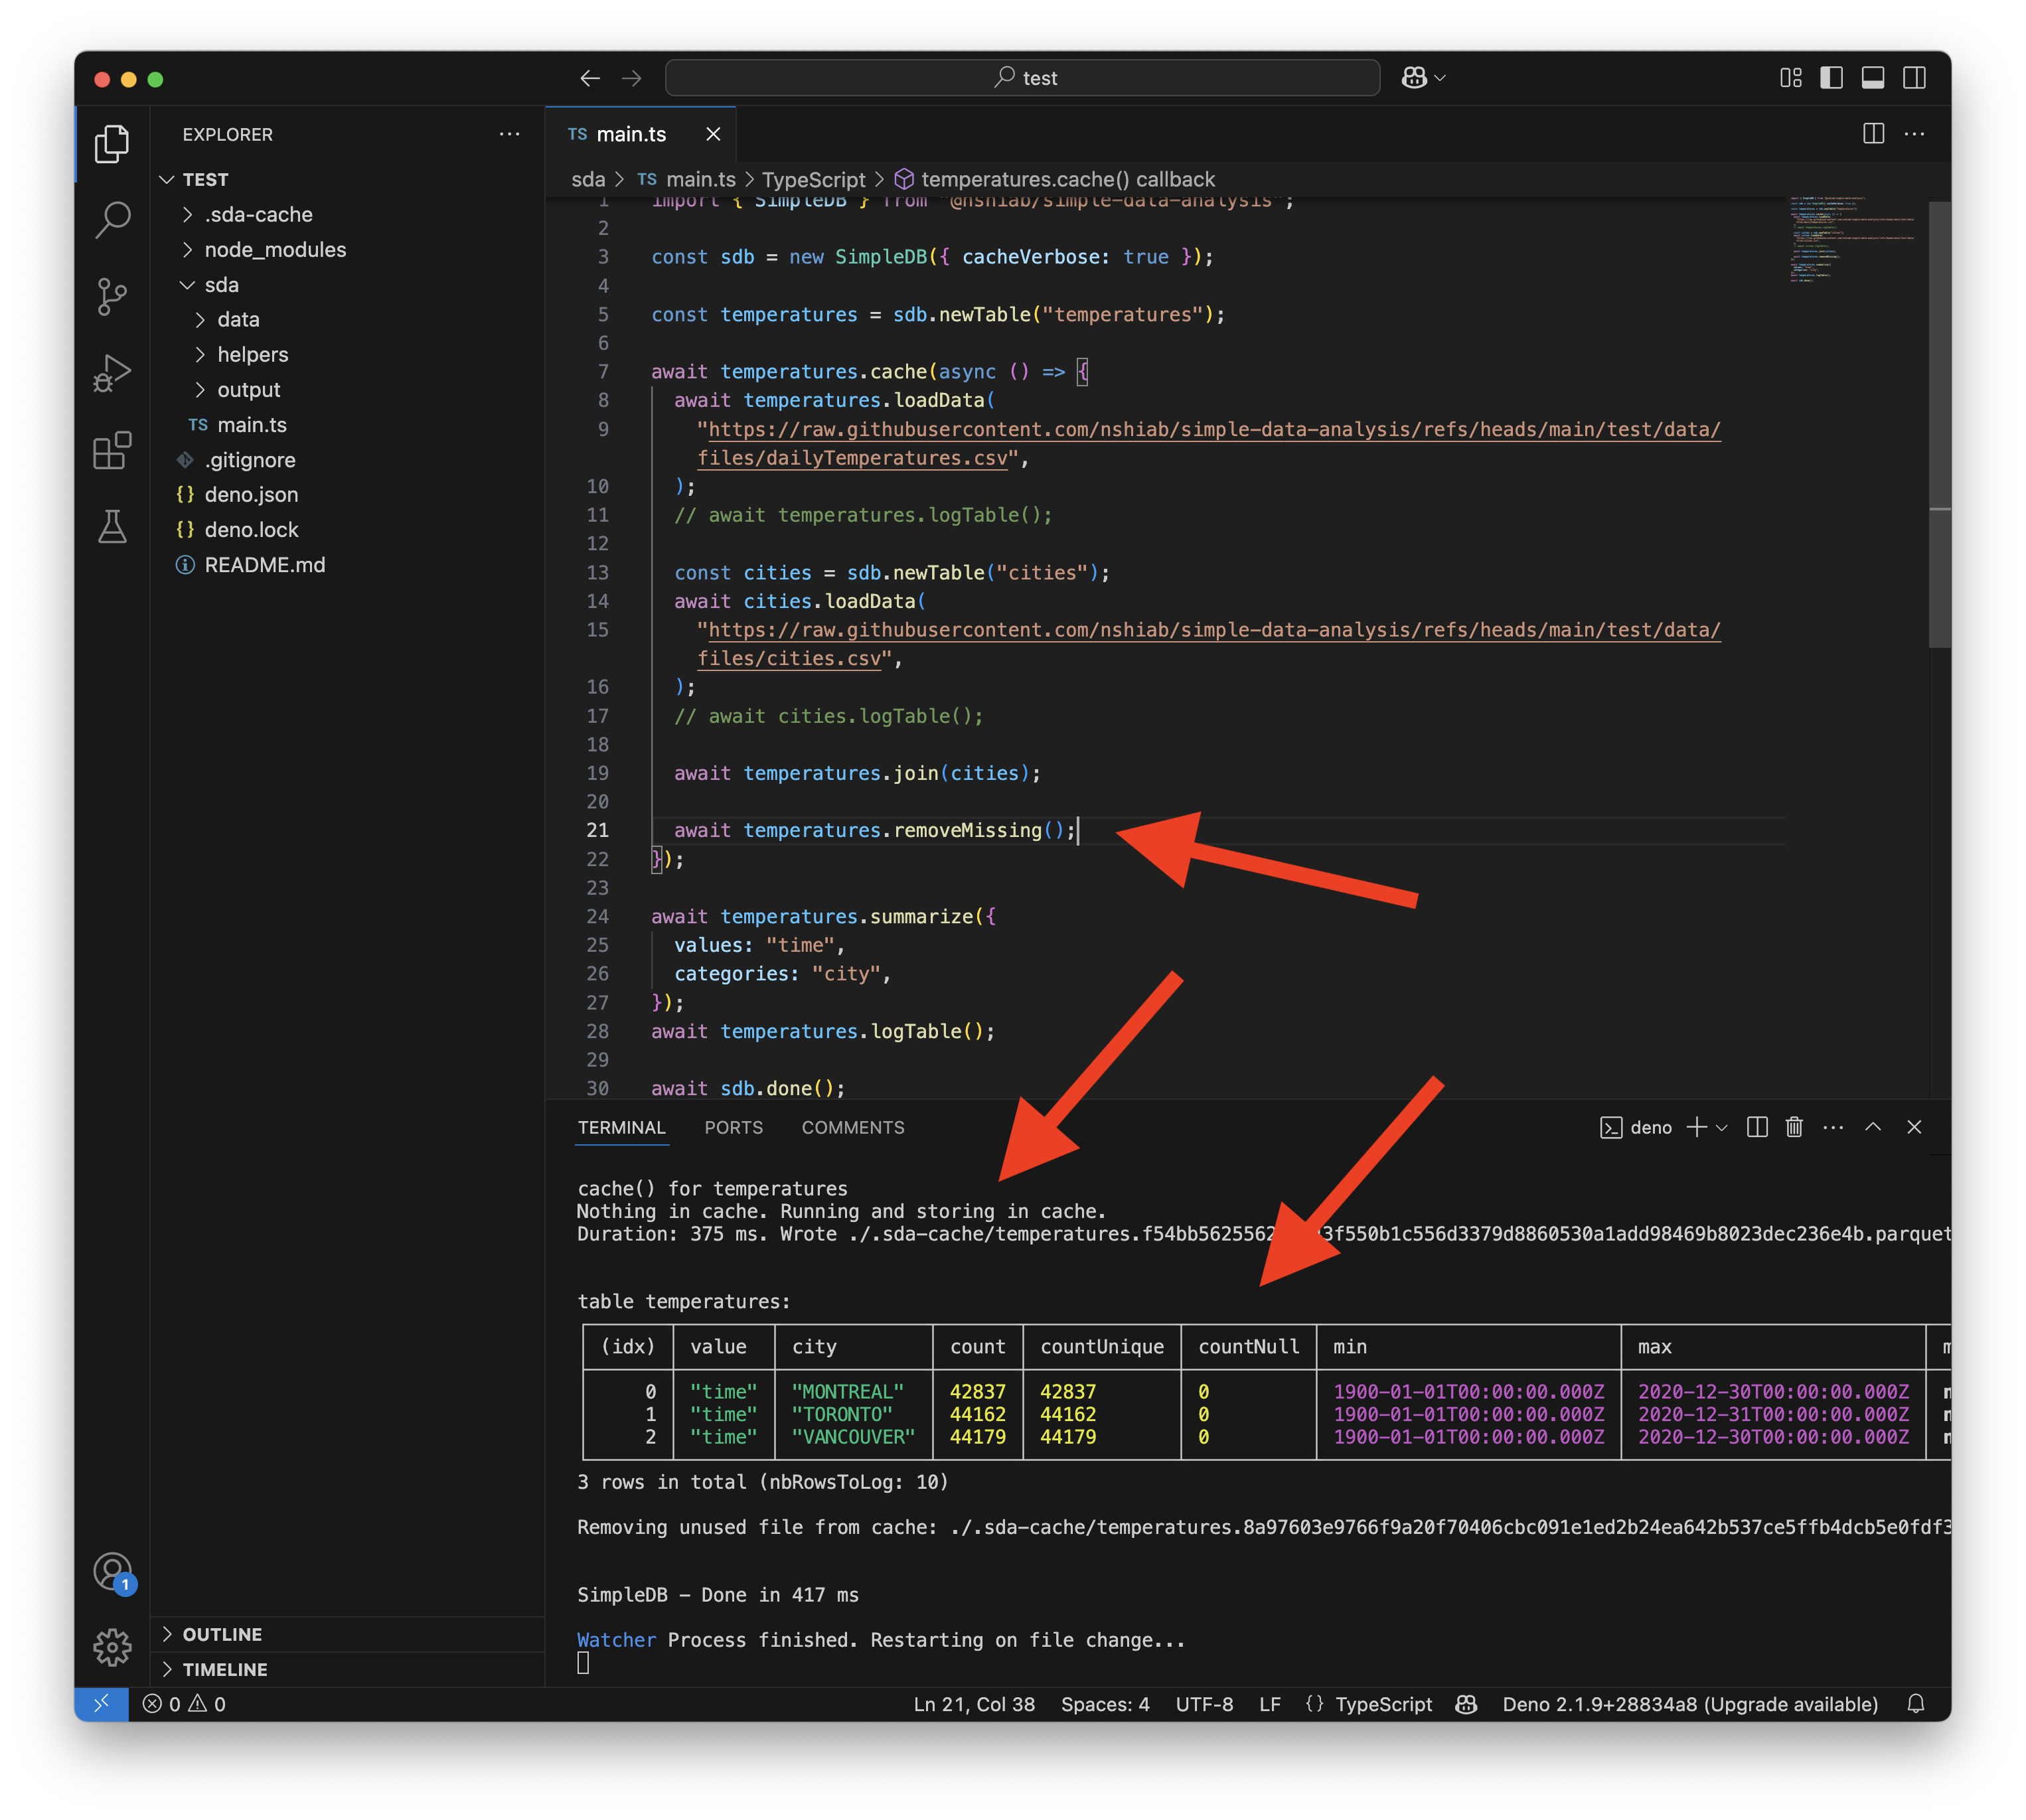 test
EXPLORER
TEST
.sda-cache
node_modules
sda
data
helpers
output
TS main.ts
.gitignore
{} deno.json
{} deno.lock
README.md
OUTLINE
TIMELINE
TS main.ts
sda > TS main.ts > TypeScript > temperatures.cache() callback
1 import { SimpleDB } from "@nshiab/simple-data-analysis";
2
3 const sdb = new SimpleDB({ cacheVerbose: true });
4
5 const temperatures = sdb.newTable("temperatures");
6
7 await temperatures.cache(async () => {
8 await temperatures.loadData(
9 "https://raw.githubusercontent.com/nshiab/simple-data-analysis/refs/heads/main/test/data/
files/dailyTemperatures.csv",
10 );
11 // await temperatures.logTable();
12
13 const cities = sdb.newTable("cities");
14 await cities.loadData(
15 "https://raw.githubusercontent.com/nshiab/simple-data-analysis/refs/heads/main/test/data/
files/cities.csv",
16 );
17 // await cities.logTable();
18
19 await temperatures.join(cities);
20
21 await temperatures.removeMissing();
22 });
23
24 await temperatures.summarize({
25 values: "time",
26 categories: "city",
27 });
28 await temperatures.logTable();
29
30 await sdb.done();
TERMINAL PORTS COMMENTS
deno
cache() for temperatures
Nothing in cache. Running and storing in cache.
Duration: 375 ms. Wrote
table temperatures:
(idx) value city count countUnique countNull min max
0 "time" "MONTREAL" 42837 42837 0 1900-01-01T00:00:00.000Z 2020-12-30T00:00:00.000Z
1 "time" "TORONTO" 44162 44162 0 1900-01-01T00:00:00.000Z 2020-12-31T00:00:00.000Z
2 "time" "VANCOUVER" 44179 44179 0 1900-01-01T00:00:00.000Z 2020-12-30T00:00:00.000Z
3 rows in total (nbRowsToLog: 10)
Removing unused file from cache: ./.sda-cache/temperatures.8a97603e9766f9a20f70406cbc091e1ed2b24ea642b537ce5ffb4dcb5e0fdf3
SimpleDB – Done in 417 ms
Watcher Process finished. Restarting on file change...
1
0 0
Ln 21, Col 38 Spaces: 4 UTF-8 LF {} TypeScript Deno 2.1.9+28834a8 (Upgrade available)